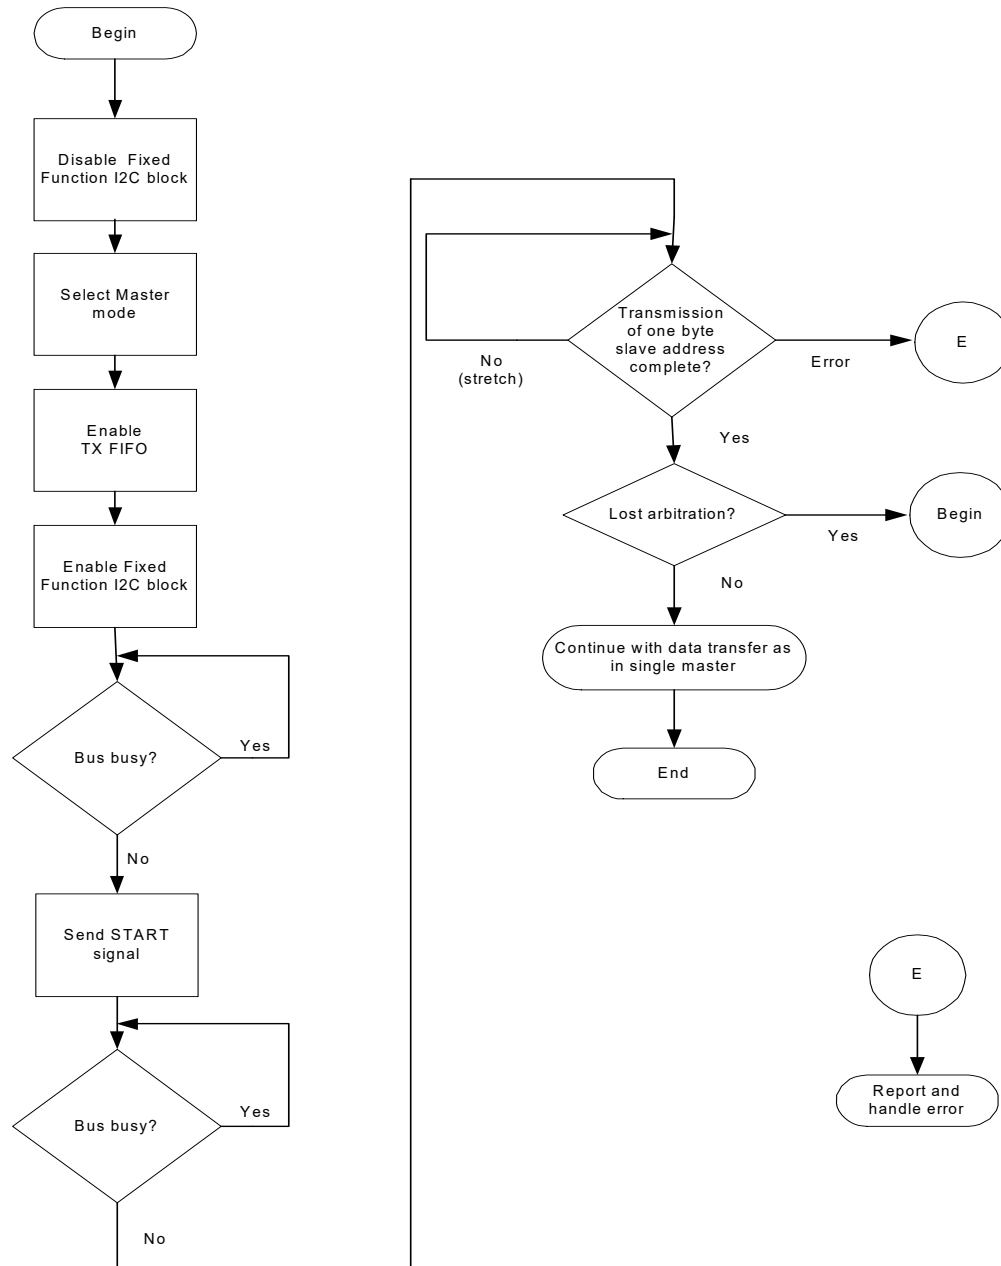 Begin
Disable Fixed
Function I2C block
Select Master
mode
Enable
TX FIFO
Enable Fixed
Function I2C block
Bus busy?
Yes
No
Send START
signal
Bus busy?
Yes
No
Transmission
of one byte
slave address
complete?
No
(stretch)
Error
E
Yes
Lost arbitration?
Yes
Begin
No
Continue with data transfer as
in single master
End
E
Report and
handle error